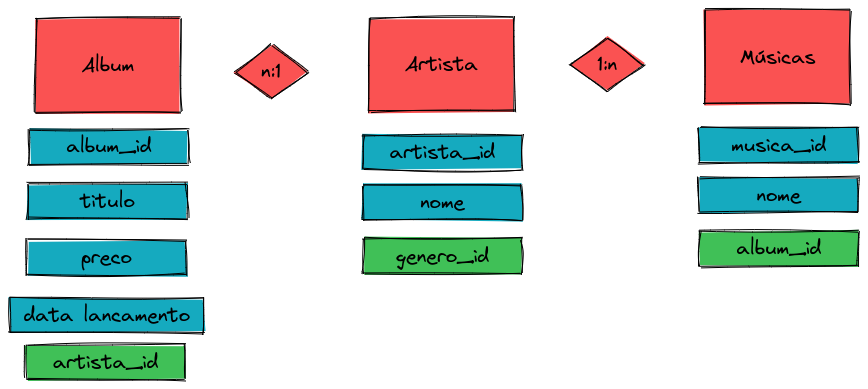 Album
n:1
Artista
1:n
Músicas
album_id
titulo
preco
data lancamento
artista_id
artista_id
nome
genero_id
musica_id
nome
album_id